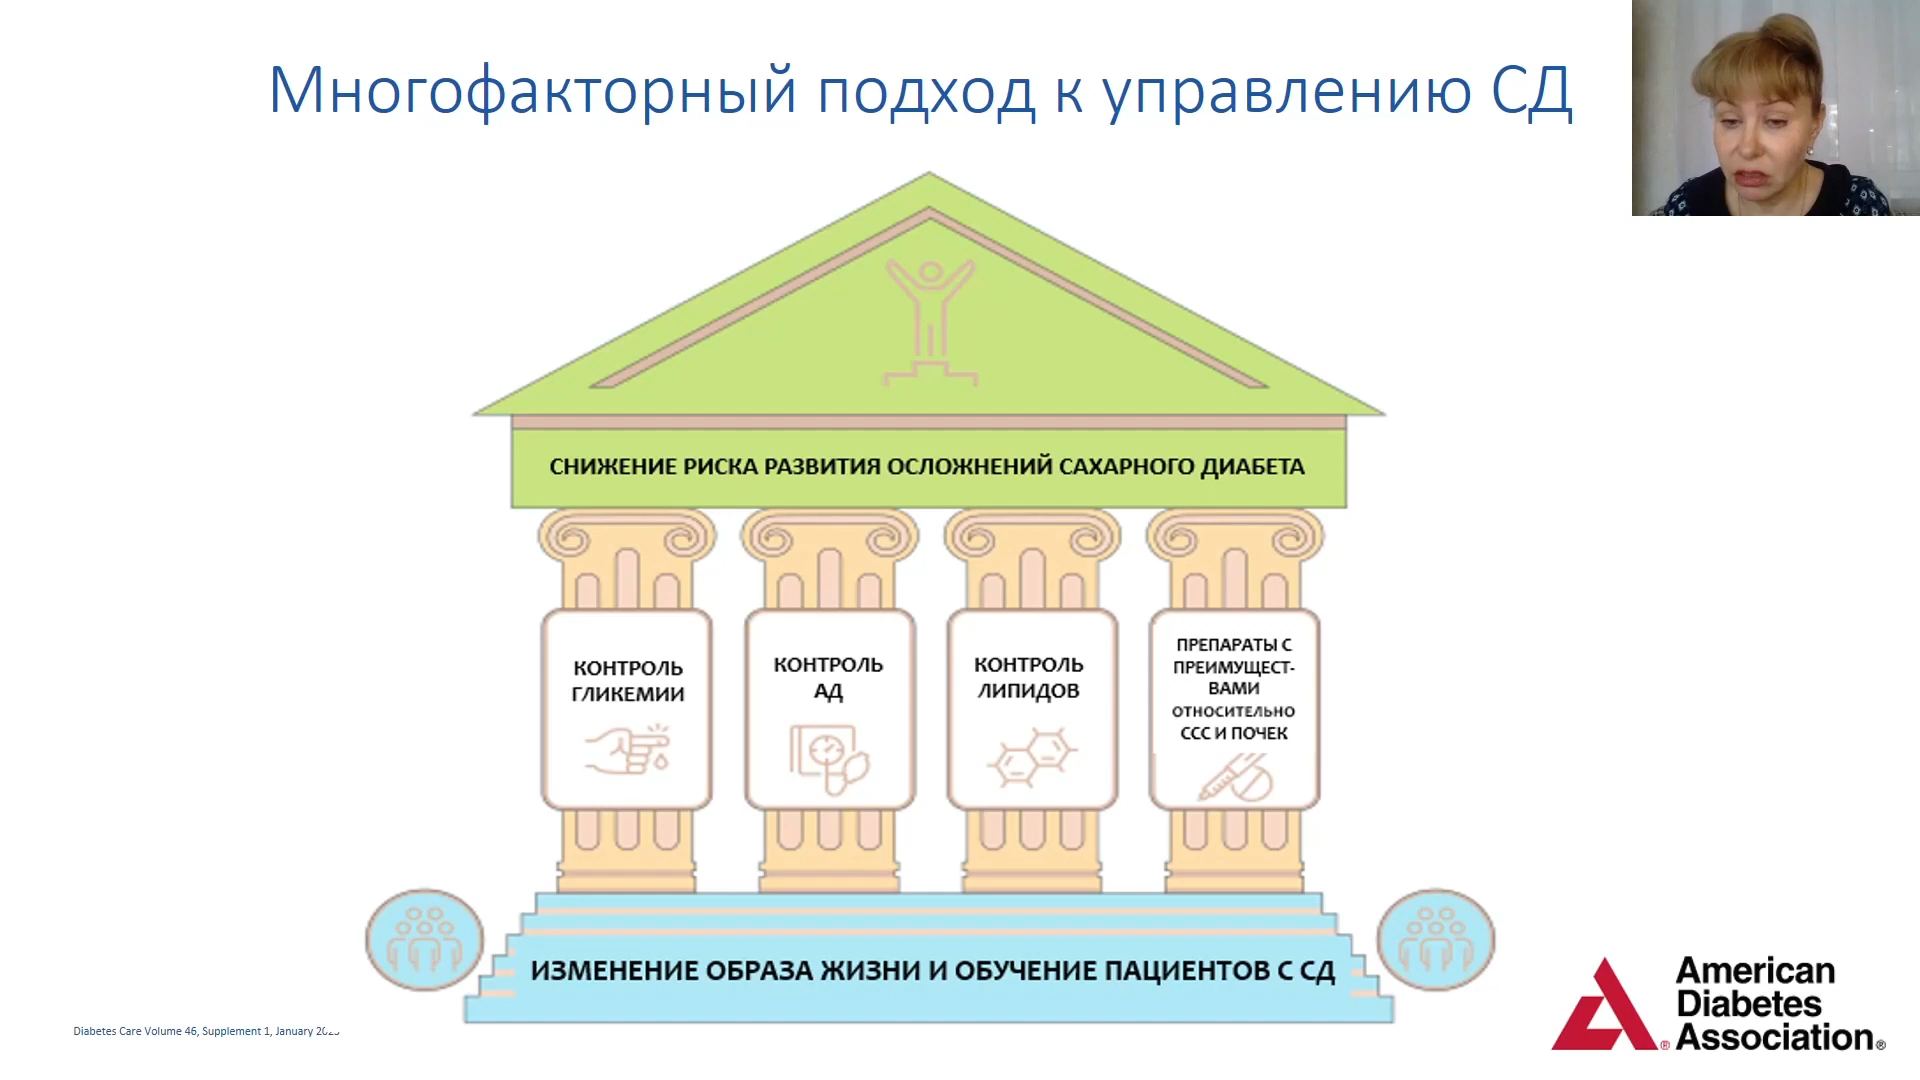 Многофакторный подход к управлению СД
СНИЖЕНИЕ РИСКА РАЗВИТИЯ ОСЛОЖНЕНИЙ САХАРНОГО ДИАБЕТА
КОНТРОЛЬ
ГЛИКЕМИИ
КОНТРОЛЬ
АД
КОНТРОЛЬ
ЛИПИДОВ
ПРЕПАРАТЫ С
ПРЕИМУЩЕСТ-
ВАМИ
ОТНОСИТЕЛЬНО
ССС И ПОЧЕК
ИЗМЕНЕНИЕ ОБРАЗА ЖИЗНИ И ОБУЧЕНИЕ ПАЦИЕНТОВ С СД
Diabetes Care Volume 46, Supplement 1, January
American
Diabetes
Association®